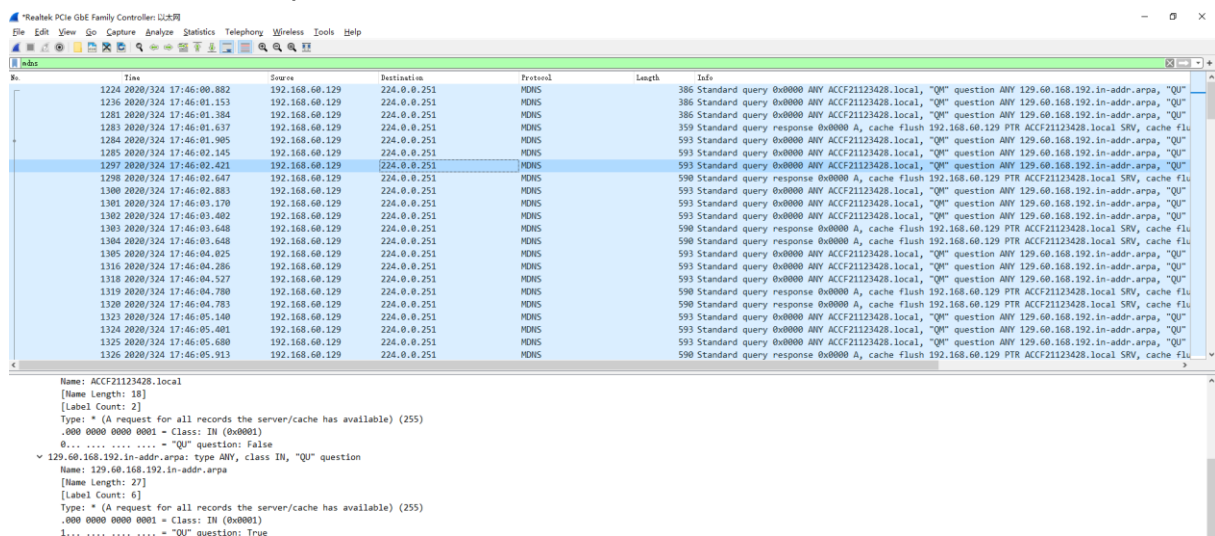 *Realtek PCIe GbE Family Controller: 以太网
File Edit View Go Capture Analyze Statistics Telephony Wireless Tools Help
mdns
No. Time Source Destination Protocol Length Info
1224 2020/324 17:46:00.882 192.168.60.129 224.0.0.251 MDNS 386 Standard query 0x0000 ANY ACCF21123428.local, "QM" question ANY 129.60.168.192.in-addr.arpa, "QU"
1236 2020/324 17:46:01.153 192.168.60.129 224.0.0.251 MDNS 386 Standard query 0x0000 ANY ACCF21123428.local, "QM" question ANY 129.60.168.192.in-addr.arpa, "QU"
1281 2020/324 17:46:01.384 192.168.60.129 224.0.0.251 MDNS 386 Standard query 0x0000 ANY ACCF21123428.local, "QM" question ANY 129.60.168.192.in-addr.arpa, "QU"
1283 2020/324 17:46:01.637 192.168.60.129 224.0.0.251 MDNS 359 Standard query response 0x0000 A, cache flush 192.168.60.129 PTR ACCF21123428.local SRV, cache flu
1284 2020/324 17:46:01.905 192.168.60.129 224.0.0.251 MDNS 593 Standard query 0x0000 ANY ACCF21123428.local, "QM" question ANY 129.60.168.192.in-addr.arpa, "QU"
1285 2020/324 17:46:02.145 192.168.60.129 224.0.0.251 MDNS 593 Standard query 0x0000 ANY ACCF21123428.local, "QM" question ANY 129.60.168.192.in-addr.arpa, "QU"
1297 2020/324 17:46:02.421 192.168.60.129 224.0.0.251 MDNS 593 Standard query 0x0000 ANY ACCF21123428.local, "QM" question ANY 129.60.168.192.in-addr.arpa, "QU"
1298 2020/324 17:46:02.647 192.168.60.129 224.0.0.251 MDNS 590 Standard query response 0x0000 A, cache flush 192.168.60.129 PTR ACCF21123428.local SRV, cache flu
1300 2020/324 17:46:02.883 192.168.60.129 224.0.0.251 MDNS 593 Standard query 0x0000 ANY ACCF21123428.local, "QM" question ANY 129.60.168.192.in-addr.arpa, "QU"
1301 2020/324 17:46:03.170 192.168.60.129 224.0.0.251 MDNS 593 Standard query 0x0000 ANY ACCF21123428.local, "QM" question ANY 129.60.168.192.in-addr.arpa, "QU"
1302 2020/324 17:46:03.402 192.168.60.129 224.0.0.251 MDNS 593 Standard query 0x0000 ANY ACCF21123428.local, "QM" question ANY 129.60.168.192.in-addr.arpa, "QU"
1303 2020/324 17:46:03.648 192.168.60.129 224.0.0.251 MDNS 590 Standard query response 0x0000 A, cache flush 192.168.60.129 PTR ACCF21123428.local SRV, cache flu
1304 2020/324 17:46:03.648 192.168.60.129 224.0.0.251 MDNS 590 Standard query response 0x0000 A, cache flush 192.168.60.129 PTR ACCF21123428.local SRV, cache flu
1305 2020/324 17:46:04.025 192.168.60.129 224.0.0.251 MDNS 593 Standard query 0x0000 ANY ACCF21123428.local, "QM" question ANY 129.60.168.192.in-addr.arpa, "QU"
1316 2020/324 17:46:04.286 192.168.60.129 224.0.0.251 MDNS 593 Standard query 0x0000 ANY ACCF21123428.local, "QM" question ANY 129.60.168.192.in-addr.arpa, "QU"
1318 2020/324 17:46:04.527 192.168.60.129 224.0.0.251 MDNS 593 Standard query 0x0000 ANY ACCF21123428.local, "QM" question ANY 129.60.168.192.in-addr.arpa, "QU"
1319 2020/324 17:46:04.780 192.168.60.129 224.0.0.251 MDNS 590 Standard query response 0x0000 A, cache flush 192.168.60.129 PTR ACCF21123428.local SRV, cache flu
1320 2020/324 17:46:04.783 192.168.60.129 224.0.0.251 MDNS 590 Standard query response 0x0000 A, cache flush 192.168.60.129 PTR ACCF21123428.local SRV, cache flu
1323 2020/324 17:46:05.140 192.168.60.129 224.0.0.251 MDNS 593 Standard query 0x0000 ANY ACCF21123428.local, "QM" question ANY 129.60.168.192.in-addr.arpa, "QU"
1324 2020/324 17:46:05.401 192.168.60.129 224.0.0.251 MDNS 593 Standard query 0x0000 ANY ACCF21123428.local, "QM" question ANY 129.60.168.192.in-addr.arpa, "QU"
1325 2020/324 17:46:05.680 192.168.60.129 224.0.0.251 MDNS 593 Standard query 0x0000 ANY ACCF21123428.local, "QM" question ANY 129.60.168.192.in-addr.arpa, "QU"
1326 2020/324 17:46:05.913 192.168.60.129 224.0.0.251 MDNS 590 Standard query response 0x0000 A, cache flush 192.168.60.129 PTR ACCF21123428.local SRV, cache flu
Name: ACCF21123428.local
[Name Length: 18]
[Label Count: 2]
Type: * (A request for all records the server/cache has available) (255)
.000 0000 0000 0001 = Class: IN (0x0001)
0... .... .... .... = "QU" question: False
129.60.168.192.in-addr.arpa: type ANY, class IN, "QU" question
Name: 129.60.168.192.in-addr.arpa
[Name Length: 27]
[Label Count: 6]
Type: * (A request for all records the server/cache has available) (255)
.000 0000 0000 0001 = Class: IN (0x0001)
1... .... .... .... = "QU" question: True